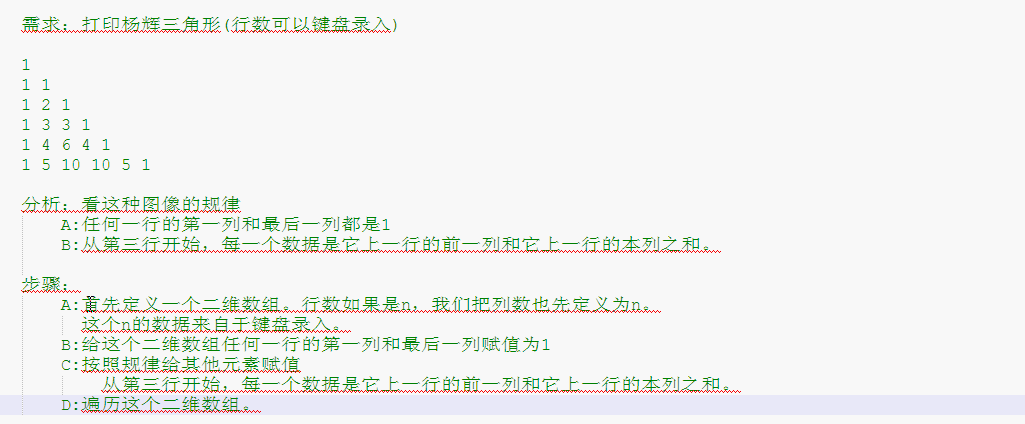 需求：打印杨辉三角形(行数可以键盘录入)
1
1 1
1 2 1
1 3 3 1
1 4 6 4 1
1 5 10 10 5 1
分析：看这种图像的规律
A:任何一行的第一列和最后一列都是1
B:从第三行开始，每一个数据是它上一行的前一列和它上一行的本列之和。
步骤：
A:首先定义一个二维数组。行数如果是n，我们把列数也先定义为n。
这个n的数据来自于键盘录入。
B:给这个二维数组任何一行的第一列和最后一列赋值为1
C:按照规律给其他元素赋值
从第三行开始，每一个数据是它上一行的前一列和它上一行的本列之和。
D:遍历这个二维数组。